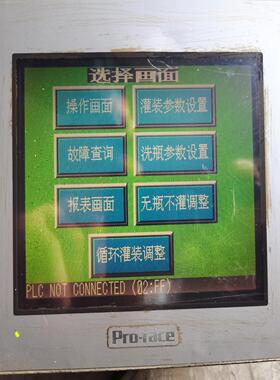 选择画面
操作画面 灌装参数设置
故障查询 洗瓶参数设置
报表画面 无瓶不灌调整
循环灌装调整
PLC NOT CONNECTED (02:FF)
Pro-face